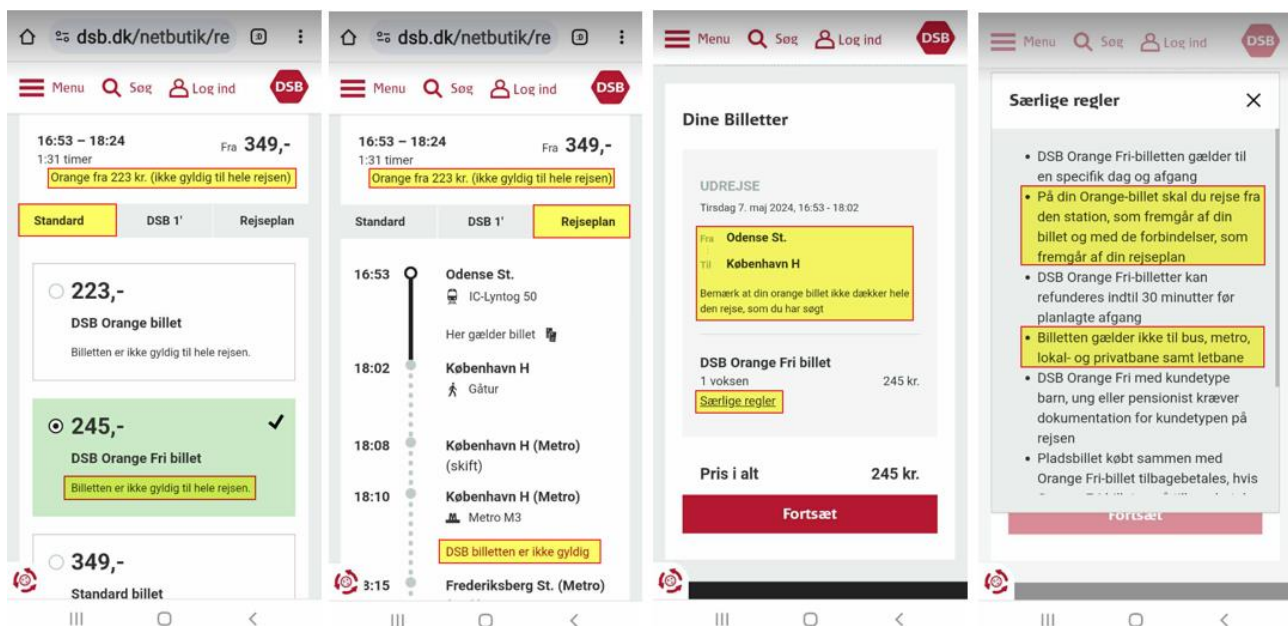 dsb.dk/netbutik/re :D
Menu Søg Log ind DSB
16:53 – 18:24 Fra 349,-
1:31 timer
Orange fra 223 kr. (ikke gyldig til hele rejsen)
Standard DSB 1' Rejseplan
223,-
DSB Orange billet
Billetten er ikke gyldig til hele rejsen.
245,-
DSB Orange Fri billet
Billetten er ikke gyldig til hele rejsen.
349,-
Standard billet
dsb.dk/netbutik/re :D
Menu Søg Log ind DSB
16:53 – 18:24 Fra 349,-
1:31 timer
Orange fra 223 kr. (ikke gyldig til hele rejsen)
Standard DSB 1' Rejseplan
16:53 Odense St.
IC-Lyntog 50
Her gælder billet
18:02 København H
Gåtur
18:08 København H (Metro)
(skift)
18:10 København H (Metro)
Metro M3
DSB billetten er ikke gyldig
3:15 Frederiksberg St. (Metro)
Menu Søg Log ind DSB
Dine Billetter
UDREJSE
Tirsdag 7. maj 2024, 16:53 - 18:02
Fra Odense St.
Til København H
Bemærk at din orange billet ikke dækker hele
den rejse, som du har søgt
DSB Orange Fri billet
1 voksen 245 kr.
Særlige regler
Pris i alt 245 kr.
Fortsæt
Menu Søg Log ind DSB
Særlige regler
• DSB Orange Fri-billetten gælder til
en specifik dag og afgang
• På din Orange-billet skal du rejse fra
den station, som fremgår af din
billet og med de forbindelser, som
fremgår af din rejseplan
• DSB Orange Fri-billetter kan
refunderes indtil 30 minutter før
planlagte afgang
• Billetten gælder ikke til bus, metro,
lokal- og privatbane samt letbane
• DSB Orange Fri med kundetype
barn, ung eller pensionist kræver
dokumentation for kundetypen på
rejsen
• Pladsbillet købt sammen med
Orange Fri-billet tilbagebetales, hvis
Fortsæt